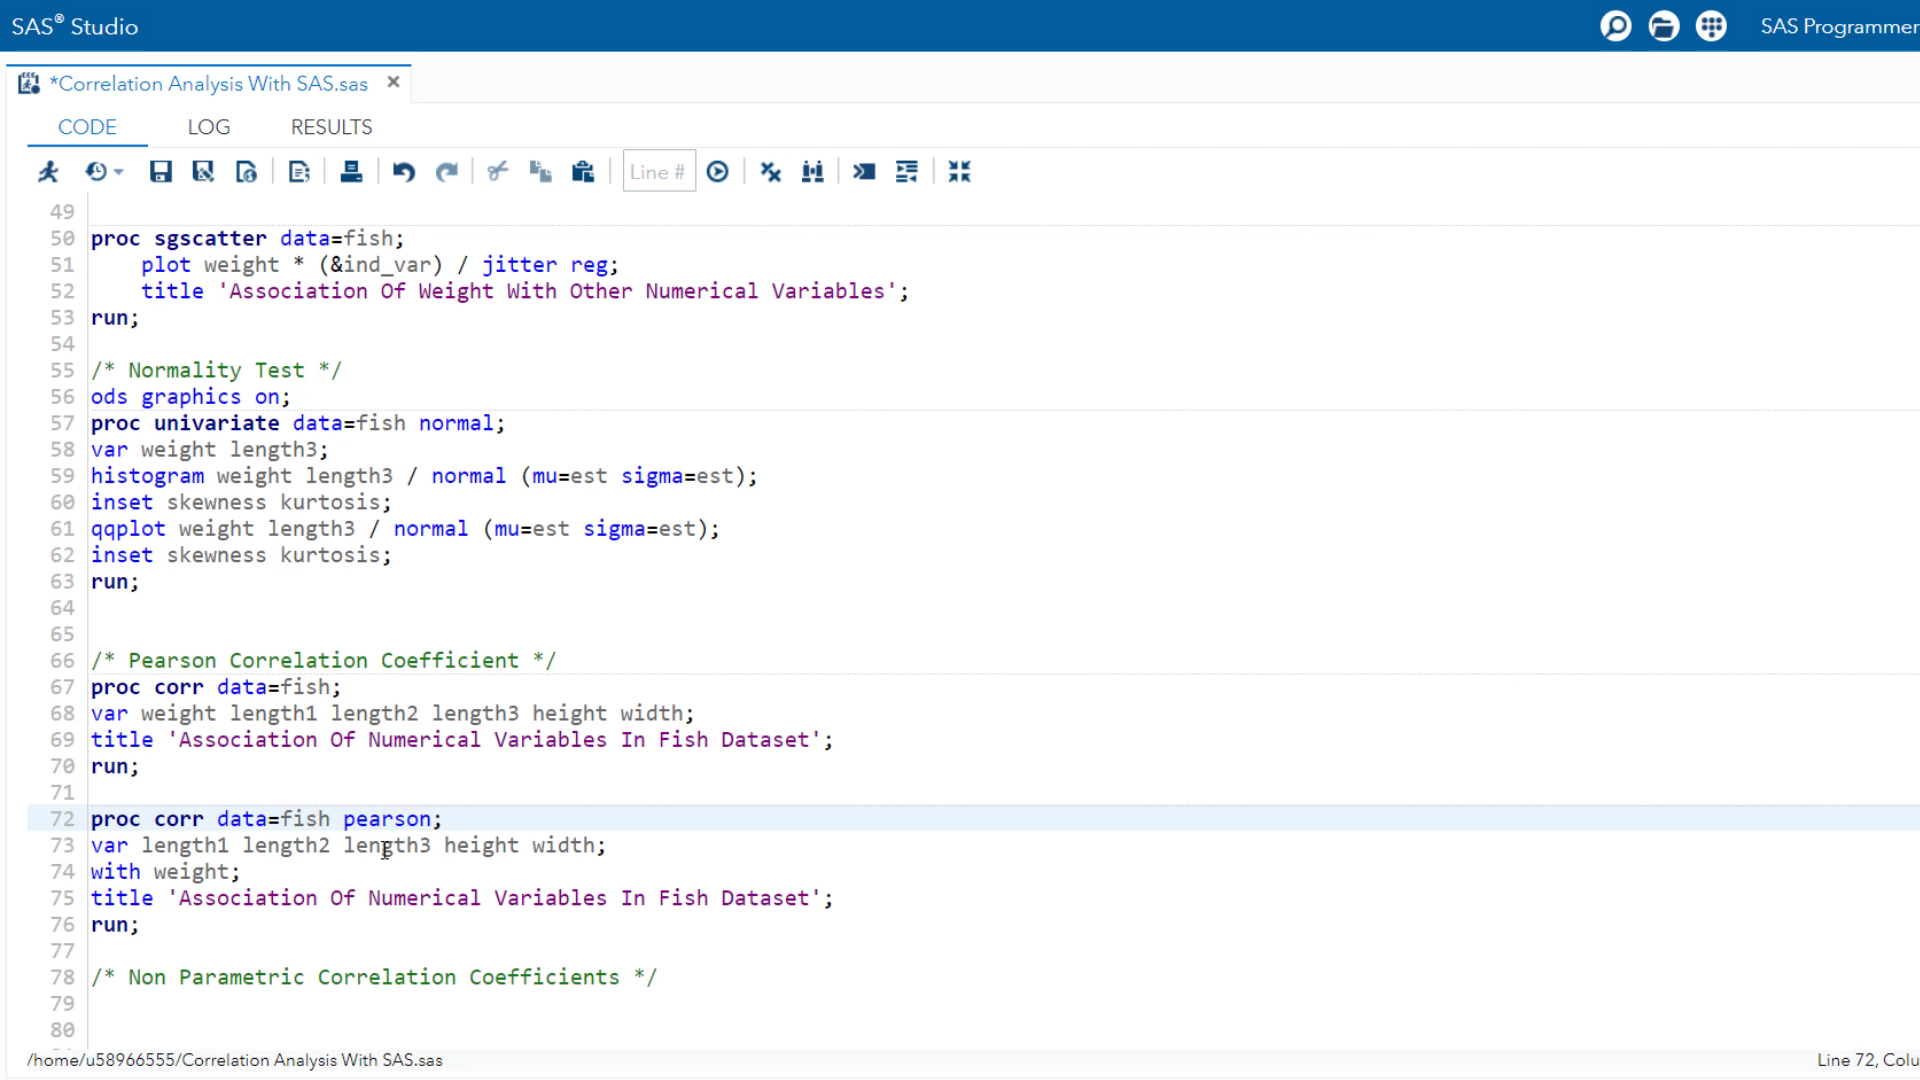 SAS® Studio
SAS Programmer
*Correlation Analysis With SAS.sas
CODE LOG RESULTS
Line #
49
50 proc sgscatter data=fish;
51 plot weight * (&ind_var) / jitter reg;
52 title 'Association Of Weight With Other Numerical Variables';
53 run;
54
55 /* Normality Test */
56 ods graphics on;
57 proc univariate data=fish normal;
58 var weight length3;
59 histogram weight length3 / normal (mu=est sigma=est);
60 inset skewness kurtosis;
61 qqplot weight length3 / normal (mu=est sigma=est);
62 inset skewness kurtosis;
63 run;
64
65
66 /* Pearson Correlation Coefficient */
67 proc corr data=fish;
68 var weight length1 length2 length3 height width;
69 title 'Association Of Numerical Variables In Fish Dataset';
70 run;
71
72 proc corr data=fish pearson;
73 var length1 length2 length3 height width;
74 with weight;
75 title 'Association Of Numerical Variables In Fish Dataset';
76 run;
77
78 /* Non Parametric Correlation Coefficients */
79
80
/home/u58966555/Correlation Analysis With SAS.sas
Line 72, Colu